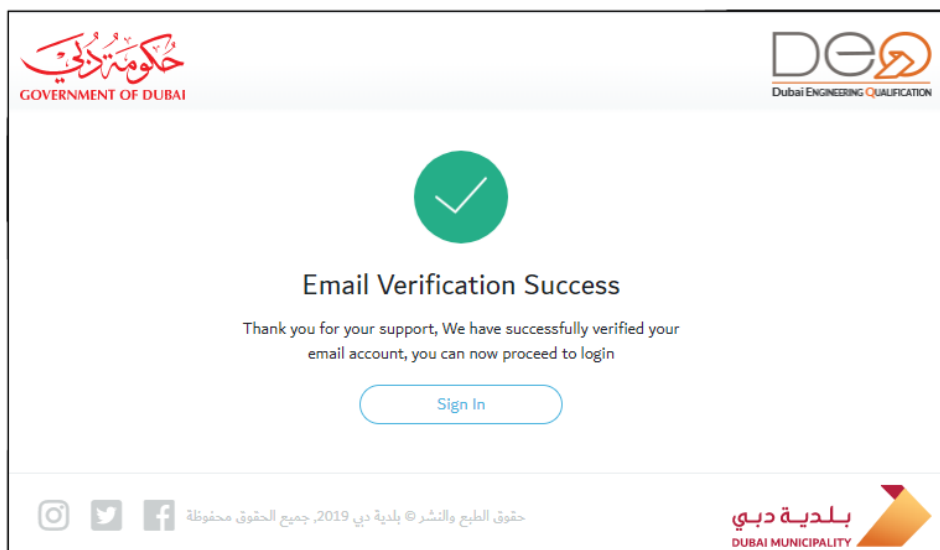 حكومة دبي
GOVERNMENT OF DUBAI
DEQ
Dubai ENGINEERING QUALIFICATION
Email Verification Success
Thank you for your support, We have successfully verified your
email account, you can now proceed to login
Sign In
حقوق الطبع والنشر © بلدية دبي 2019, جميع الحقوق محفوظة
بلدية دبي
DUBAI MUNICIPALITY